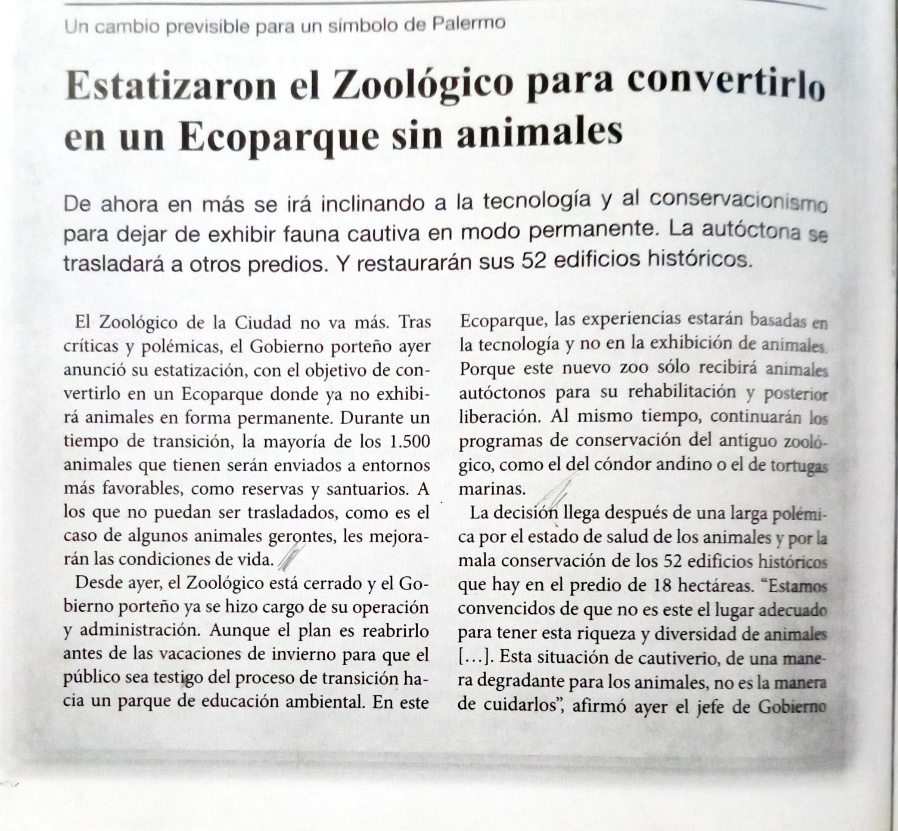 Un cambio previsible para un símbolo de Palermo
Estatizaron el Zoológico para convertirlo
en un Ecoparque sin animales
De ahora en más se irá inclinando a la tecnología y al conservacionismo
para dejar de exhibir fauna cautiva en modo permanente. La autóctona se
trasladará a otros predios. Y restaurarán sus 52 edificios históricos.
El Zoológico de la Ciudad no va más. Tras
críticas y polémicas, el Gobierno porteño ayer
anunció su estatización, con el objetivo de con-
vertirlo en un Ecoparque donde ya no exhibi-
rá animales en forma permanente. Durante un
tiempo de transición, la mayoría de los 1.500
animales que tienen serán enviados a entornos
más favorables, como reservas y santuarios. A
los que no puedan ser trasladados, como es el
caso de algunos animales gerontes, les mejora-
rán las condiciones de vida.
Desde ayer, el Zoológico está cerrado y el Go-
bierno porteño ya se hizo cargo de su operación
y administración. Aunque el plan es reabrirlo
antes de las vacaciones de invierno para que el
público sea testigo del proceso de transición ha-
cia un parque de educación ambiental. En este
Ecoparque, las experiencias estarán basadas en
la tecnología y no en la exhibición de animales.
Porque este nuevo zoo sólo recibirá animales
autóctonos para su rehabilitación y posterior
liberación. Al mismo tiempo, continuarán los
programas de conservación del antiguo zooló-
gico, como el del cóndor andino o el de tortugas
marinas.
La decisión llega después de una larga polémi-
ca por el estado de salud de los animales y por la
mala conservación de los 52 edificios históricos
que hay en el predio de 18 hectáreas. “Estamos
convencidos de que no es este el lugar adecuado
para tener esta riqueza y diversidad de animales
[…]. Esta situación de cautiverio, de una mane-
ra degradante para los animales, no es la manera
de cuidarlos”, afirmó ayer el jefe de Gobierno